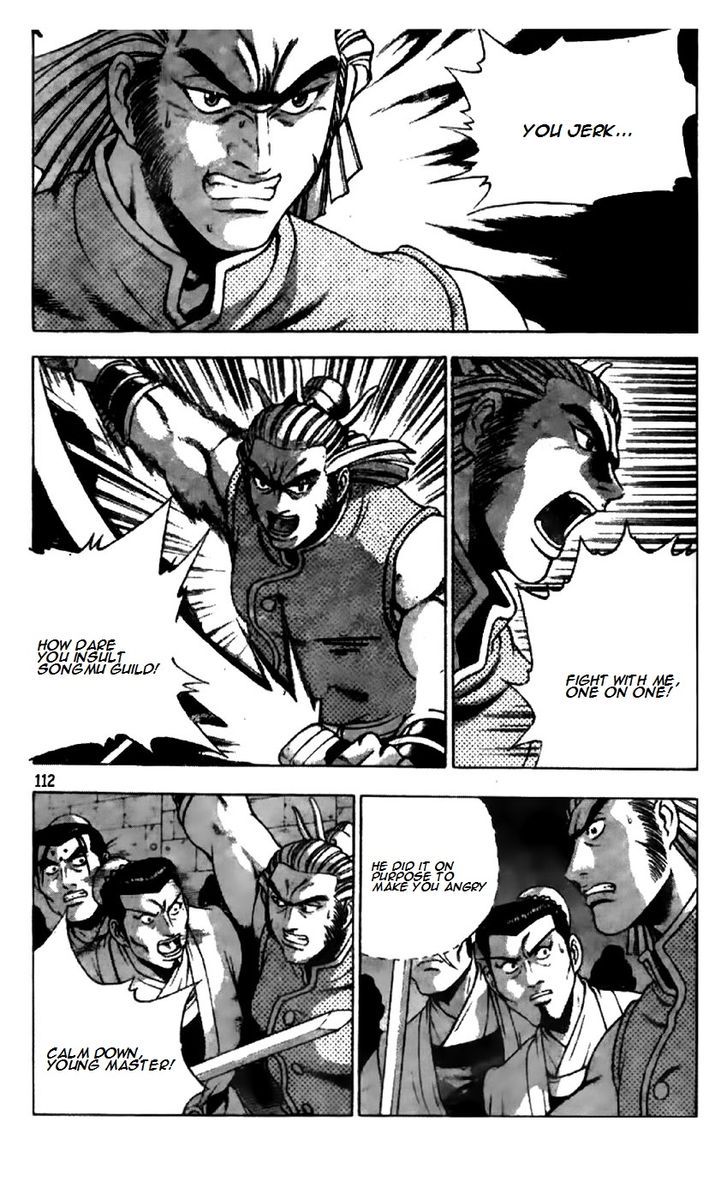 YOU JERK...
HOW DARE
YOU INSULT
SONGMU GUILD!
FIGHT WITH ME,
ONE ON ONE!
112
CALM DOWN,
YOUNG MASTER!
HE DID IT ON
PURPOSE TO
MAKE YOU ANGRY